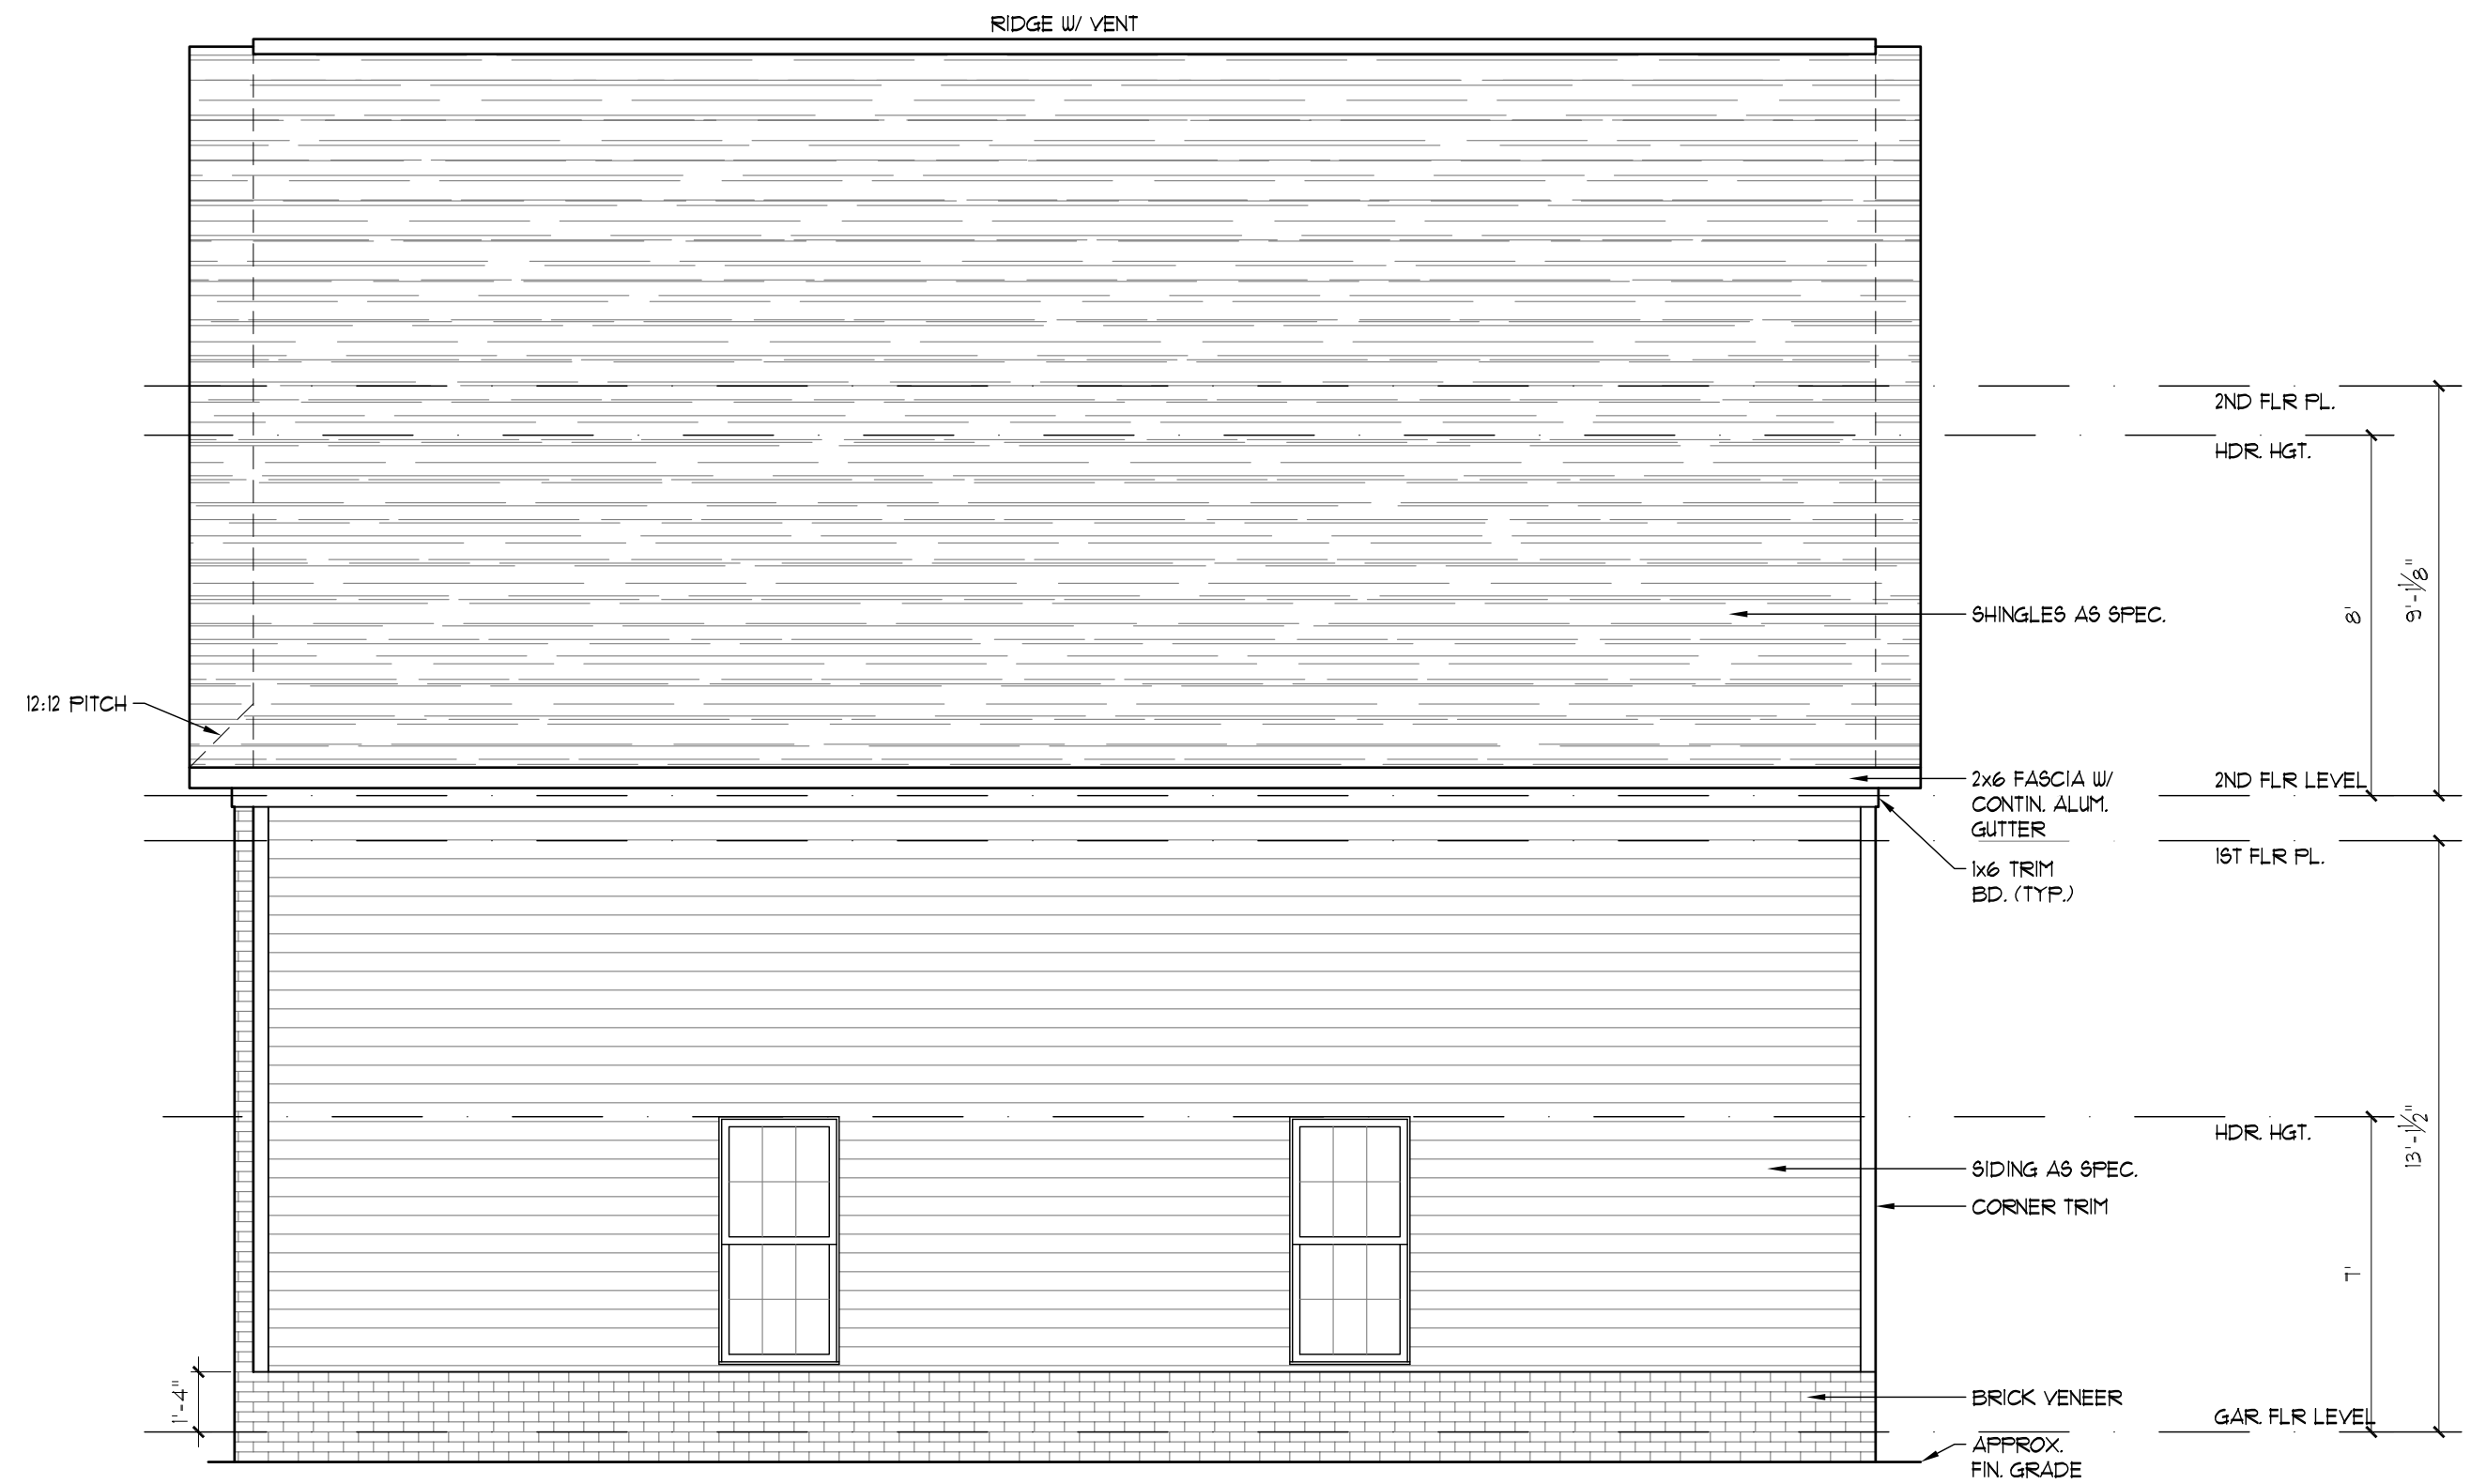 RIDGE W/ VENT
2ND FLR PL.
HDR. HGT.
9'-1 1/8"
8'
SHINGLES AS SPEC.
12:12 PITCH
2x6 FASCIA W/
CONTIN. ALUM.
GUTTER
2ND FLR LEVEL
1ST FLR PL.
1x6 TRIM
BD. (TYP.)
HDR. HGT.
13'-1 1/2"
SIDING AS SPEC.
CORNER TRIM
7'
1'-4"
BRICK VENEER
GAR. FLR LEVEL
APPROX.
FIN. GRADE